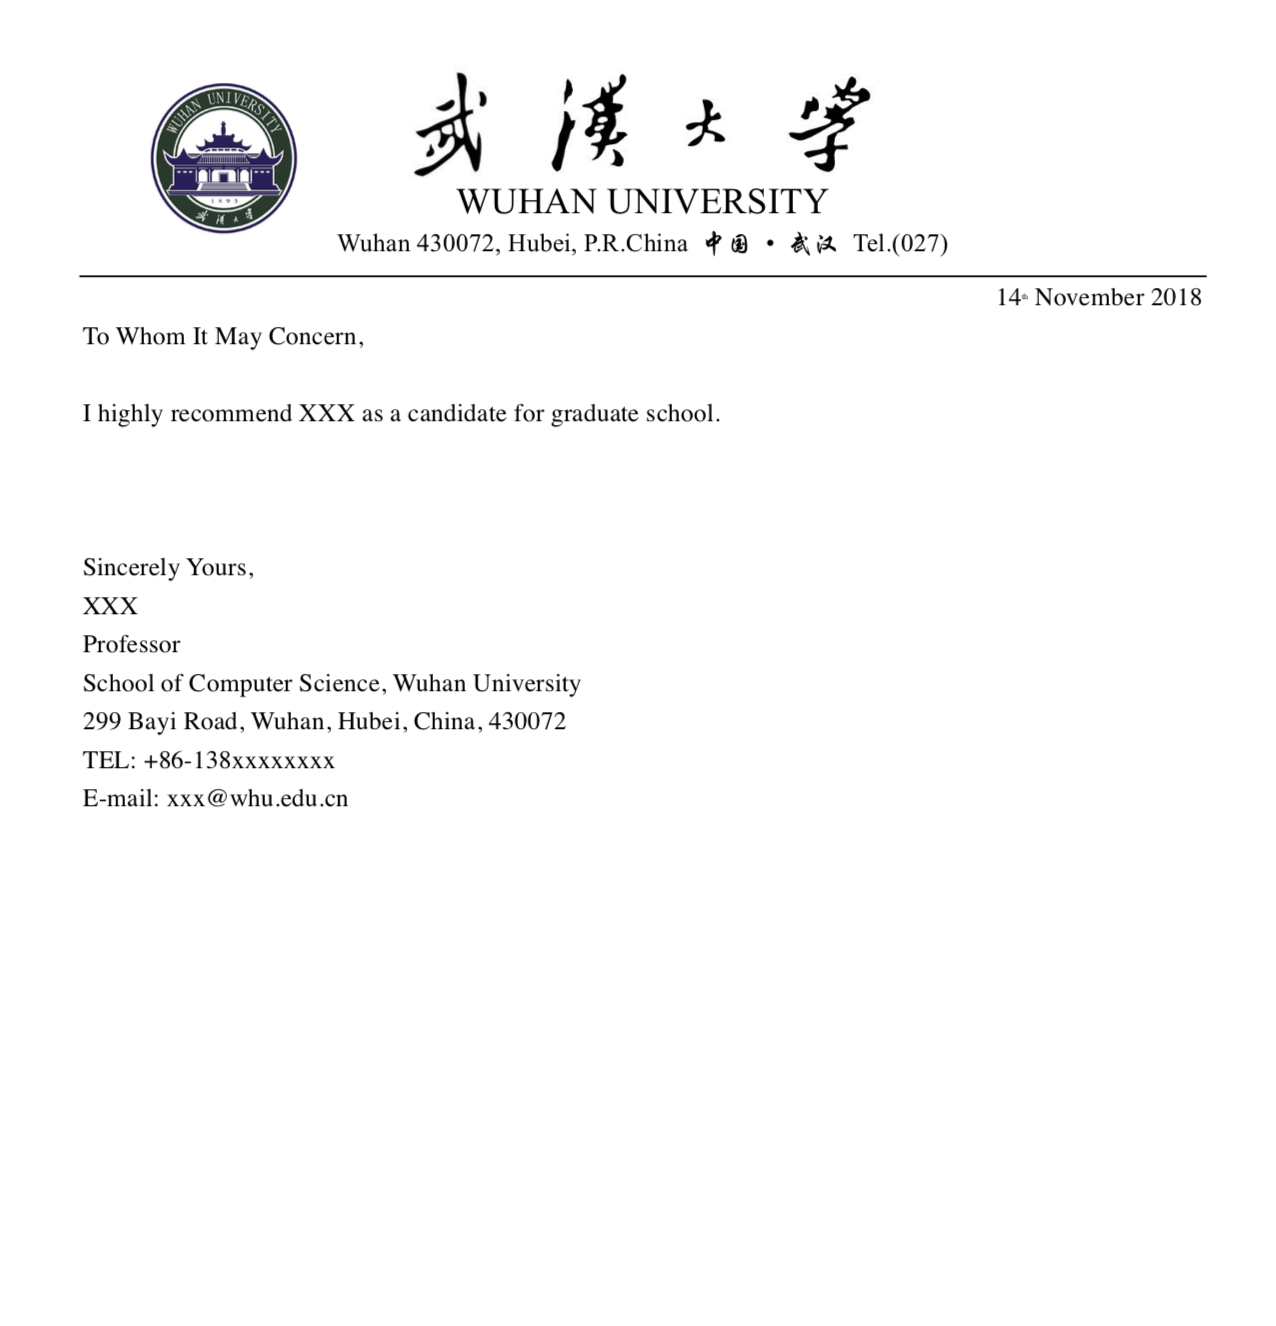 WUHAN UNIVERSITY
1893
武漢大學
武漢大學
WUHAN UNIVERSITY
Wuhan 430072, Hubei, P.R.China 中国 • 武汉 Tel.(027)
14th November 2018
To Whom It May Concern,
I highly recommend XXX as a candidate for graduate school.
Sincerely Yours,
XXX
Professor
School of Computer Science, Wuhan University
299 Bayi Road, Wuhan, Hubei, China, 430072
TEL: +86-138xxxxxxxx
E-mail: xxx@whu.edu.cn